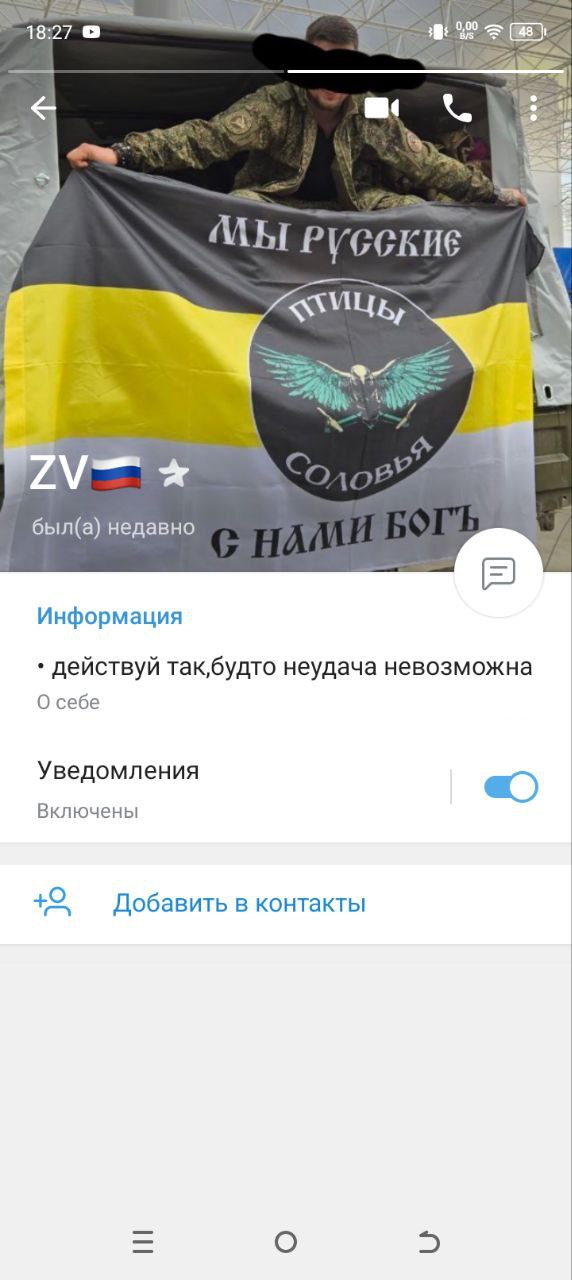 18:27
0,00
B/S
48
МЫ РУССКИЕ
ПТИЦЫ
СОЛОВЬЯ
С НАМИ БОГЪ
ZV🇷🇺
был(а) недавно
Информация
• действуй так,будто неудача невозможна
О себе
Уведомления
Включены
Добавить в контакты